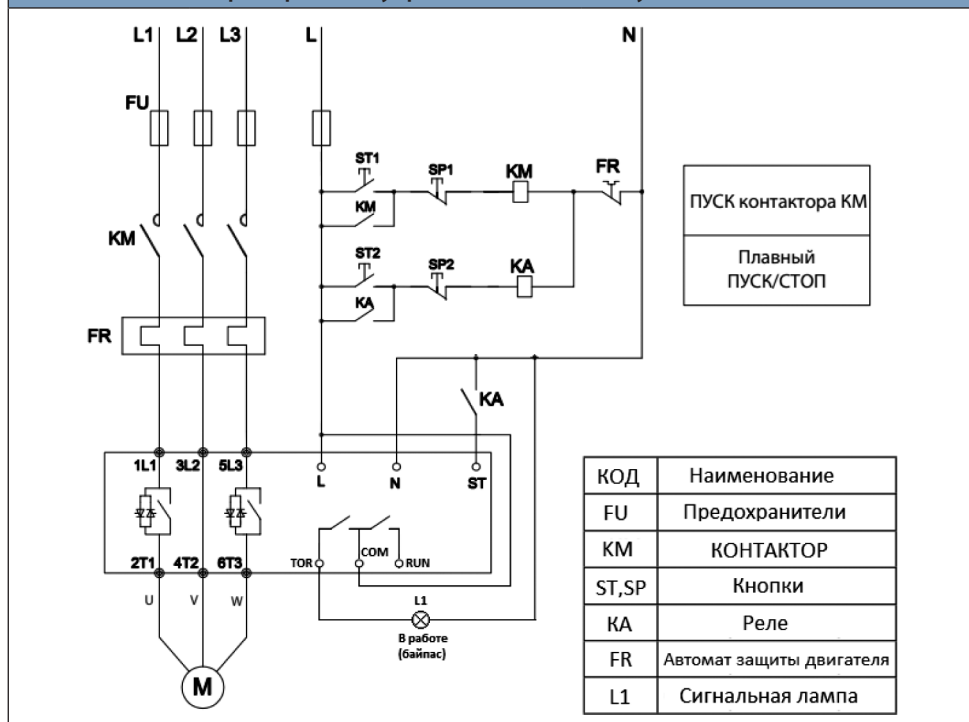 L1 L2 L3 L N
FU
ST1
SP1
KM
FR
KM
KM
ST2
SP2
KA
KA
FR
KA
1L1 3L2 5L3
L N ST
2T1 4T2 6T3
TOR COM RUN
U V W
L1
В работе
(байпас)
M
ПУСК контактора КМ
Плавный
ПУСК/СТОП
КОД Наименование
FU Предохранители
KM КОНТАКТОР
ST,SP Кнопки
KA Реле
FR Автомат защиты двигателя
L1 Сигнальная лампа